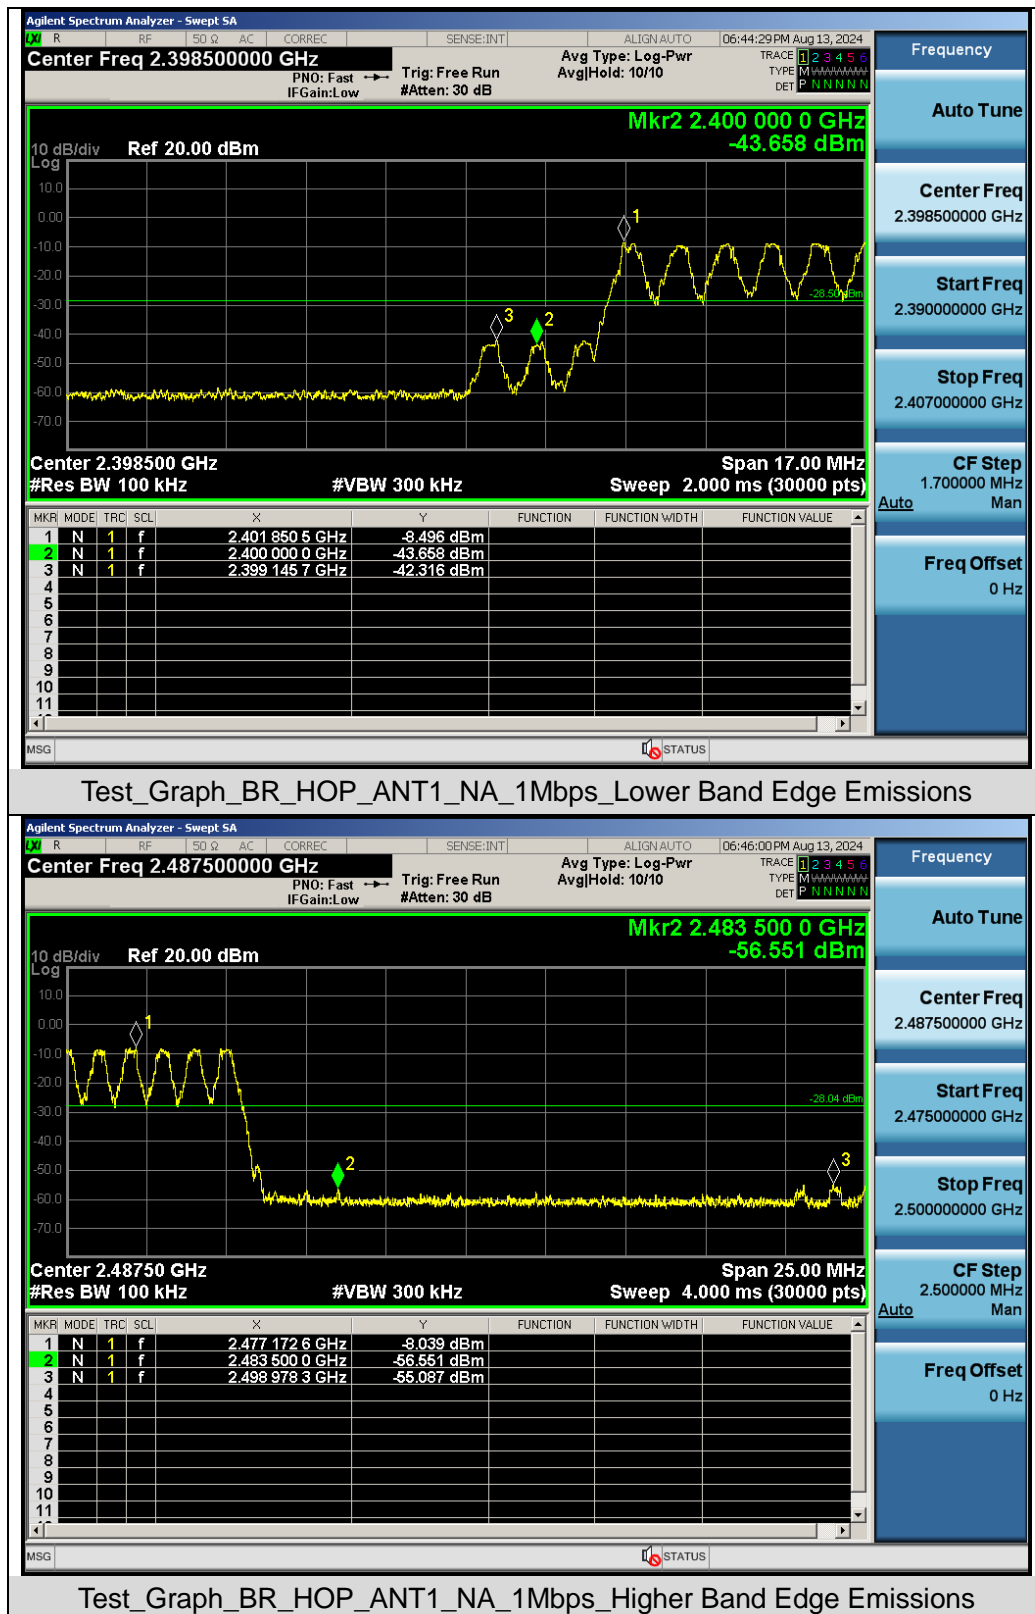 Agilent Spectrum Analyzer - Swept SA
LXI R RF 50 Ω AC CORREC SENSE:INT ALIGN AUTO 06:44:29 PM Aug 13, 2024
Center Freq 2.398500000 GHz
PNO: Fast
IFGain:Low
Trig: Free Run
#Atten: 30 dB
Avg Type: Log-Pwr
Avg|Hold: 10/10
TRACE 1 2 3 4 5 6
TYPE M
DET P N N N N N
Mkr2 2.400 000 0 GHz
-43.658 dBm
10 dB/div Ref 20.00 dBm
Log
10.0
0.00
-10.0
-20.0
-30.0
-40.0
-50.0
-60.0
-70.0
1
2
3
-28.50 dBm
Center 2.398500 GHz Span 17.00 MHz
#Res BW 100 kHz #VBW 300 kHz Sweep 2.000 ms (30000 pts)
MKR MODE TRC SCL X Y FUNCTION FUNCTION WIDTH FUNCTION VALUE
1 N 1 f 2.401 850 5 GHz -8.496 dBm
2 N 1 f 2.400 000 0 GHz -43.658 dBm
3 N 1 f 2.399 145 7 GHz -42.316 dBm
4
5
6
7
8
9
10
11
MSG STATUS
Frequency
Auto Tune
Center Freq
2.398500000 GHz
Start Freq
2.390000000 GHz
Stop Freq
2.407000000 GHz
CF Step
1.700000 MHz
Auto Man
Freq Offset
0 Hz
Test_Graph_BR_HOP_ANT1_NA_1Mbps_Lower Band Edge Emissions
Agilent Spectrum Analyzer - Swept SA
LXI R RF 50 Ω AC CORREC SENSE:INT ALIGN AUTO 06:46:00 PM Aug 13, 2024
Center Freq 2.487500000 GHz
PNO: Fast
IFGain:Low
Trig: Free Run
#Atten: 30 dB
Avg Type: Log-Pwr
Avg|Hold: 10/10
TRACE 1 2 3 4 5 6
TYPE M
DET P N N N N N
Mkr2 2.483 500 0 GHz
-56.551 dBm
10 dB/div Ref 20.00 dBm
Log
10.0
0.00
-10.0
-20.0
-30.0
-40.0
-50.0
-60.0
-70.0
1
2
3
-28.04 dBm
Center 2.48750 GHz Span 25.00 MHz
#Res BW 100 kHz #VBW 300 kHz Sweep 4.000 ms (30000 pts)
MKR MODE TRC SCL X Y FUNCTION FUNCTION WIDTH FUNCTION VALUE
1 N 1 f 2.477 172 6 GHz -8.039 dBm
2 N 1 f 2.483 500 0 GHz -56.551 dBm
3 N 1 f 2.498 978 3 GHz -55.087 dBm
4
5
6
7
8
9
10
11
MSG STATUS
Frequency
Auto Tune
Center Freq
2.487500000 GHz
Start Freq
2.475000000 GHz
Stop Freq
2.500000000 GHz
CF Step
2.500000 MHz
Auto Man
Freq Offset
0 Hz
Test_Graph_BR_HOP_ANT1_NA_1Mbps_Higher Band Edge Emissions